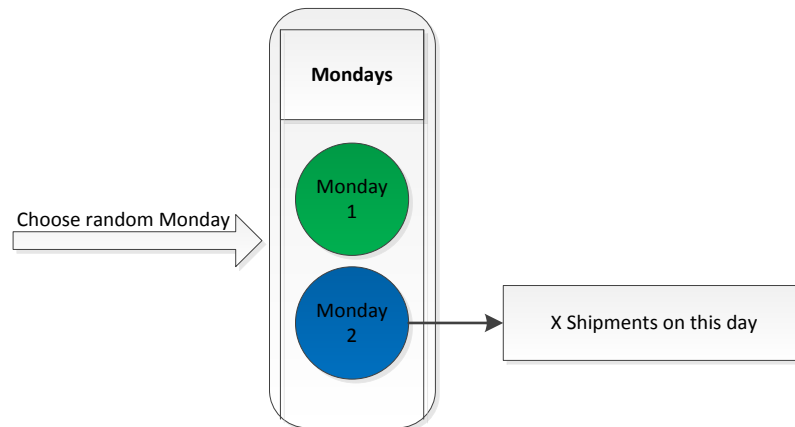 Mondays
Choose random Monday
Monday
1
Monday
2
X Shipments on this day